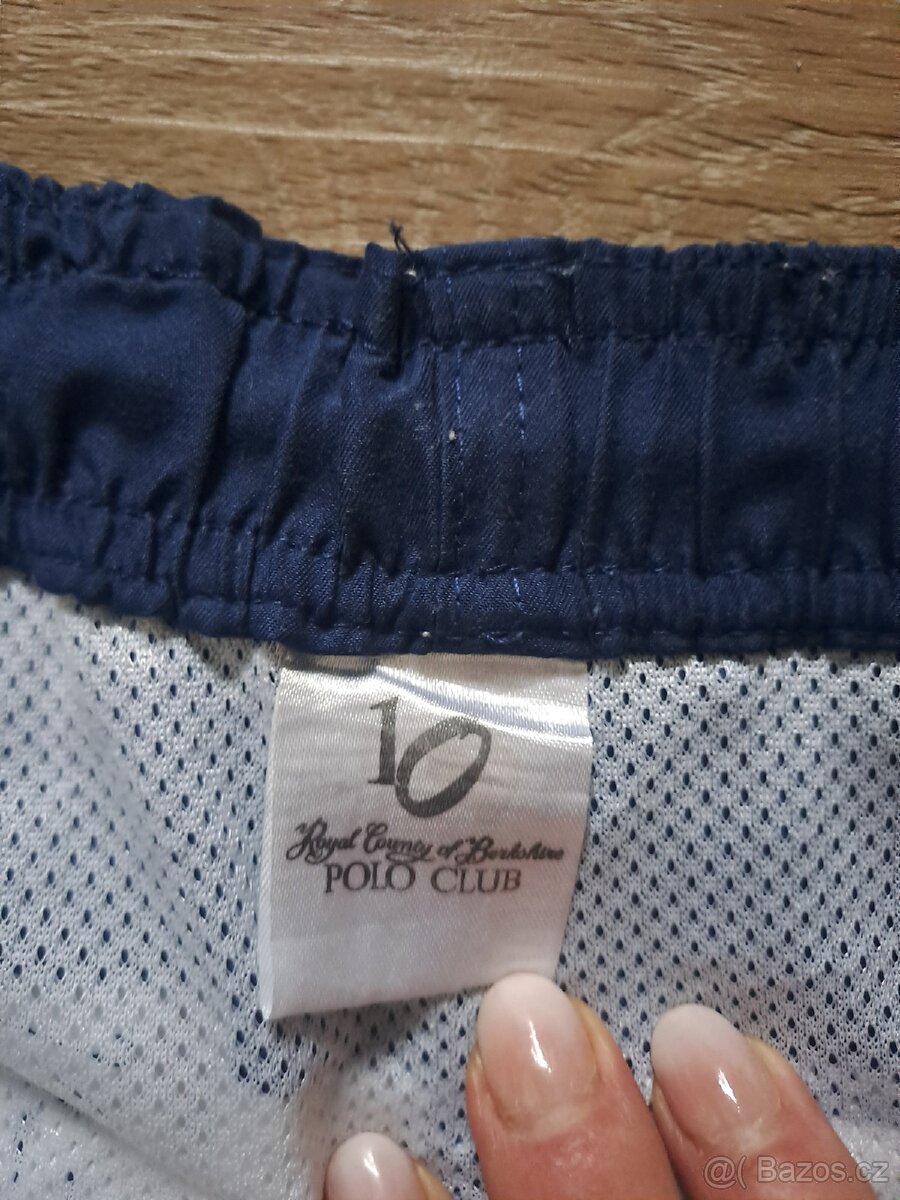 10
Royal County of Berkshire
POLO CLUB
@( Bazos.cz